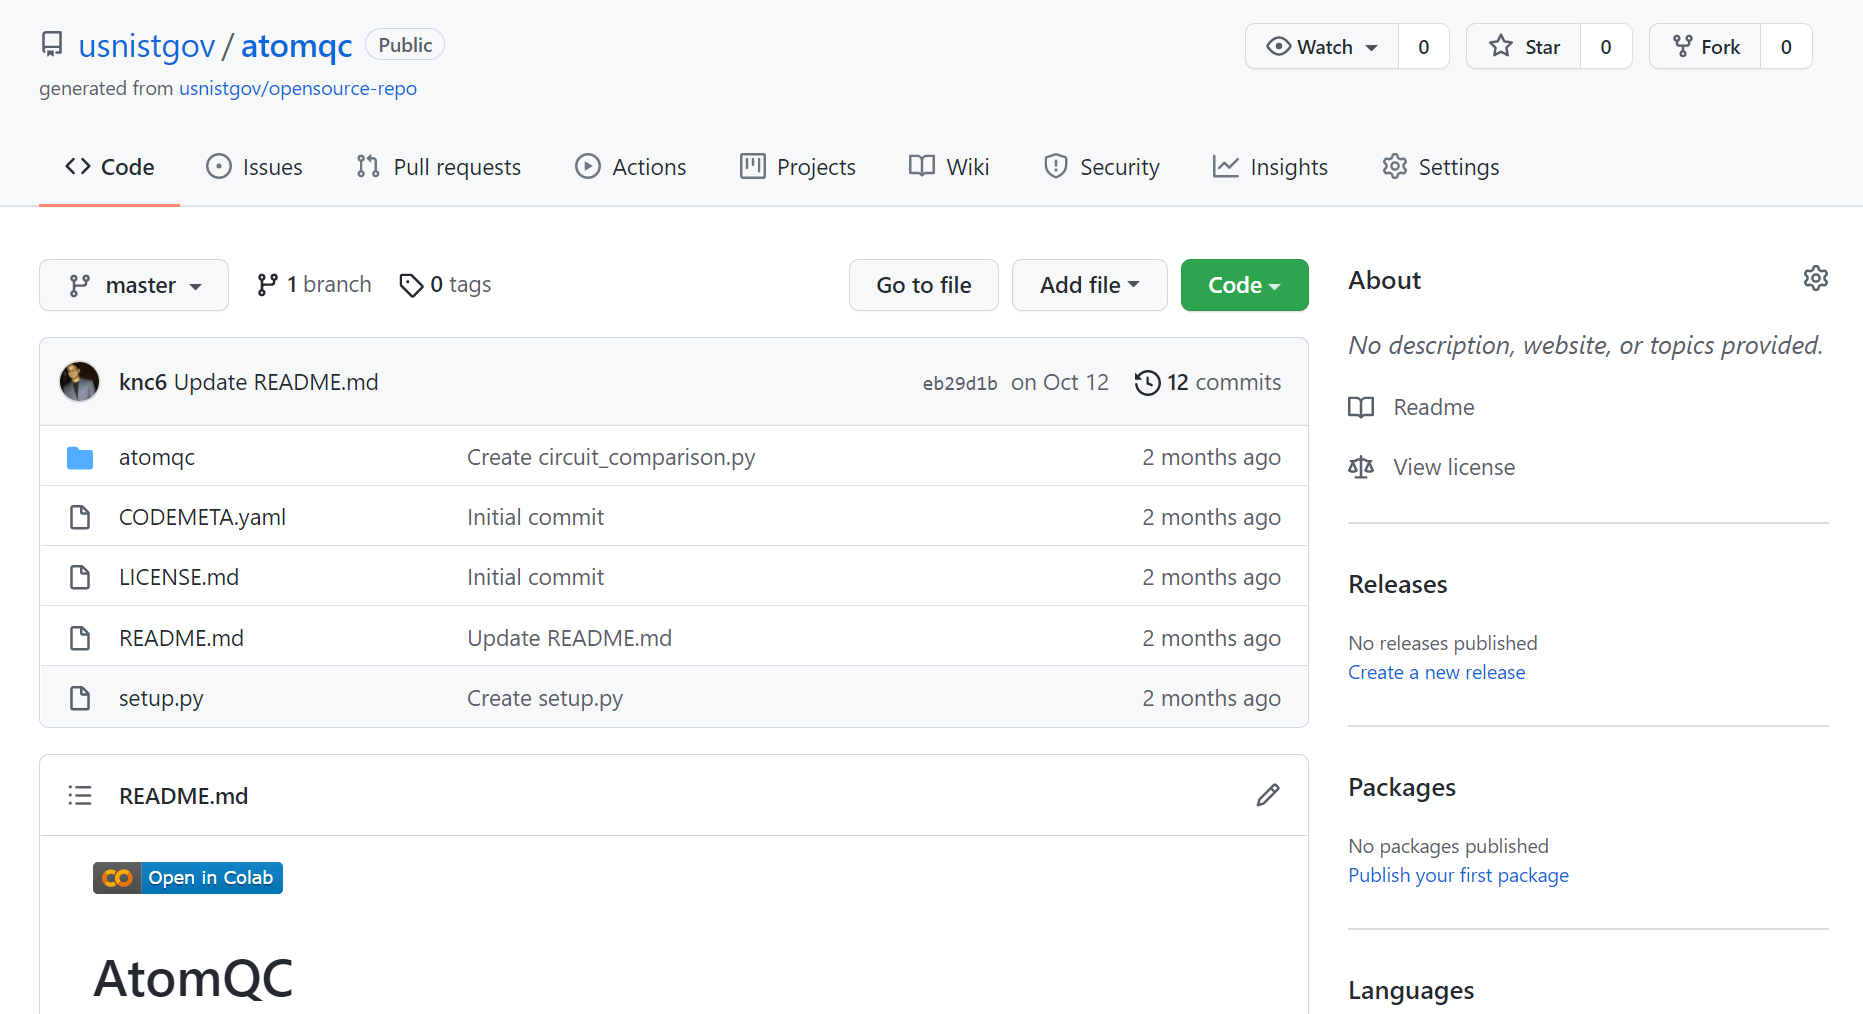 usnistgov / atomqc Public
Watch 0 Star 0 Fork 0
generated from usnistgov/opensource-repo
Code Issues Pull requests Actions Projects Wiki Security Insights Settings
master 1 branch 0 tags Go to file Add file Code
knc6 Update README.md eb29d1b on Oct 12 12 commits
atomqc Create circuit_comparison.py 2 months ago
CODEMETA.yaml Initial commit 2 months ago
LICENSE.md Initial commit 2 months ago
README.md Update README.md 2 months ago
setup.py Create setup.py 2 months ago
README.md
Open in Colab
AtomQC
About
No description, website, or topics provided.
Readme
View license
Releases
No releases published
Create a new release
Packages
No packages published
Publish your first package
Languages